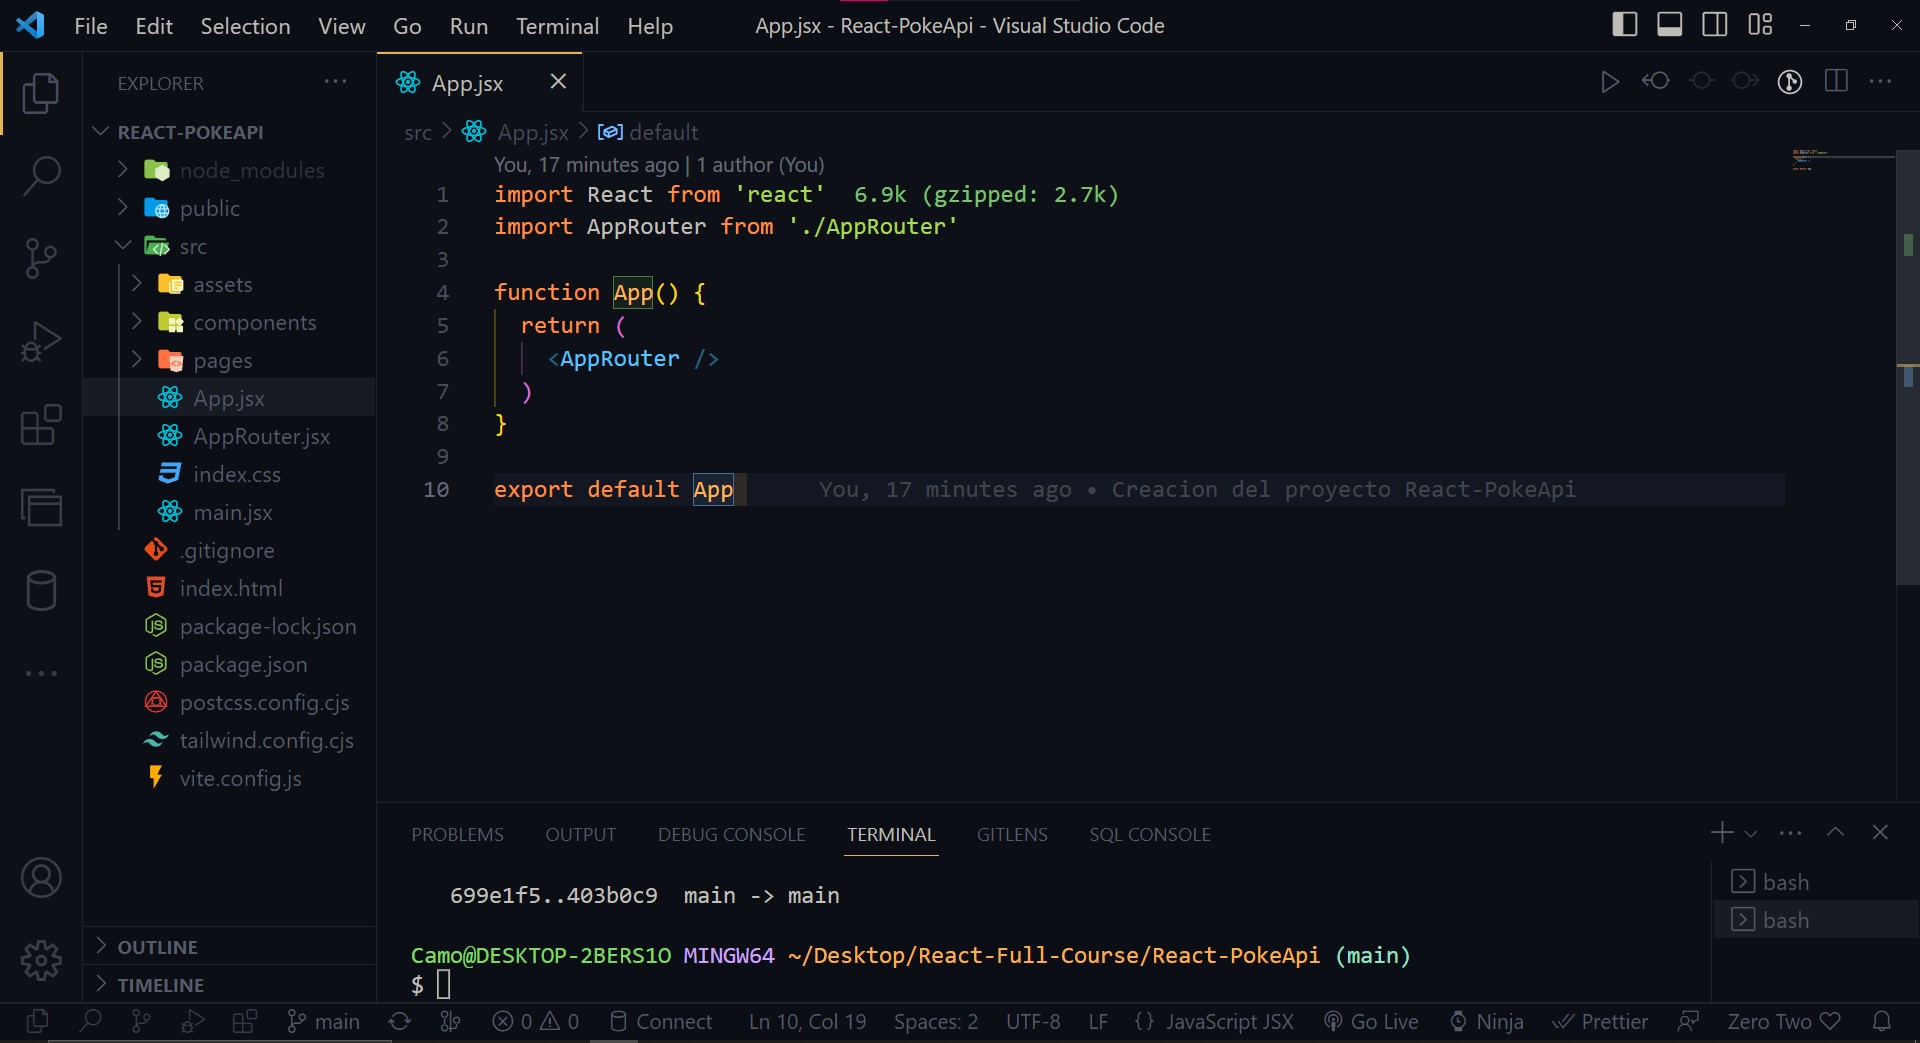 File Edit Selection View Go Run Terminal Help App.jsx - React-PokeApi - Visual Studio Code
EXPLORER ···
REACT-POKEAPI
node_modules
public
src
assets
components
pages
App.jsx
AppRouter.jsx
index.css
main.jsx
.gitignore
index.html
package-lock.json
package.json
postcss.config.cjs
tailwind.config.cjs
vite.config.js
OUTLINE
TIMELINE
App.jsx
src > App.jsx > default
You, 17 minutes ago | 1 author (You)
1 import React from 'react' 6.9k (gzipped: 2.7k)
2 import AppRouter from './AppRouter'
3
4 function App() {
5 return (
6 <AppRouter />
7 )
8 }
9
10 export default App You, 17 minutes ago • Creacion del proyecto React-PokeApi
PROBLEMS OUTPUT DEBUG CONSOLE TERMINAL GITLENS SQL CONSOLE
699e1f5..403b0c9 main -> main
Camo@DESKTOP-2BERS1O MINGW64 ~/Desktop/React-Full-Course/React-PokeApi (main)
$
bash
bash
main 0 0 Connect Ln 10, Col 19 Spaces: 2 UTF-8 LF {} JavaScript JSX Go Live Ninja Prettier Zero Two